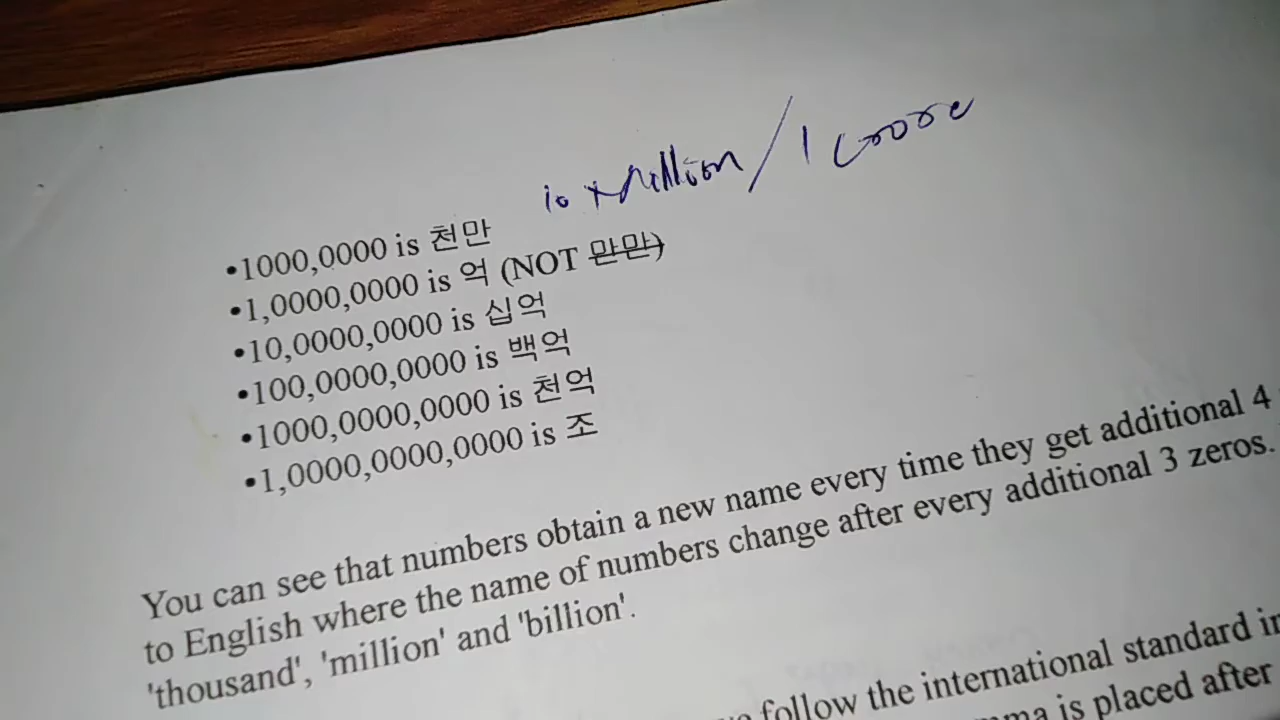 10 Million / 1 Crore
•1000,0000 is 천만
•1,0000,0000 is 억 (NOT 만만)
•10,0000,0000 is 십억
•100,0000,0000 is 백억
•1000,0000,0000 is 천억
•1,0000,0000,0000 is 조
You can see that numbers obtain a new name every time they get additional 4
to English where the name of numbers change after every additional 3 zeros.
'thousand', 'million' and 'billion'.
follow the international standard
is placed after